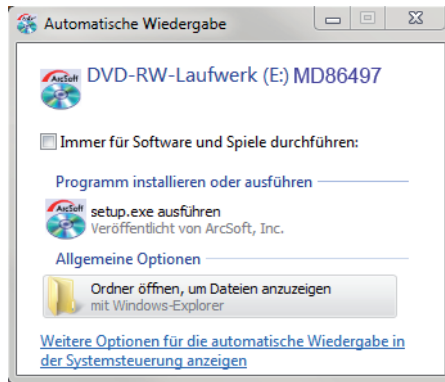 Automatische Wiedergabe
ArcSoft
DVD-RW-Laufwerk (E:) MD86497
Immer für Software und Spiele durchführen:
Programm installieren oder ausführen
ArcSoft
setup.exe ausführen
Veröffentlicht von ArcSoft, Inc.
Allgemeine Optionen
Ordner öffnen, um Dateien anzuzeigen
mit Windows-Explorer
Weitere Optionen für die automatische Wiedergabe in
der Systemsteuerung anzeigen